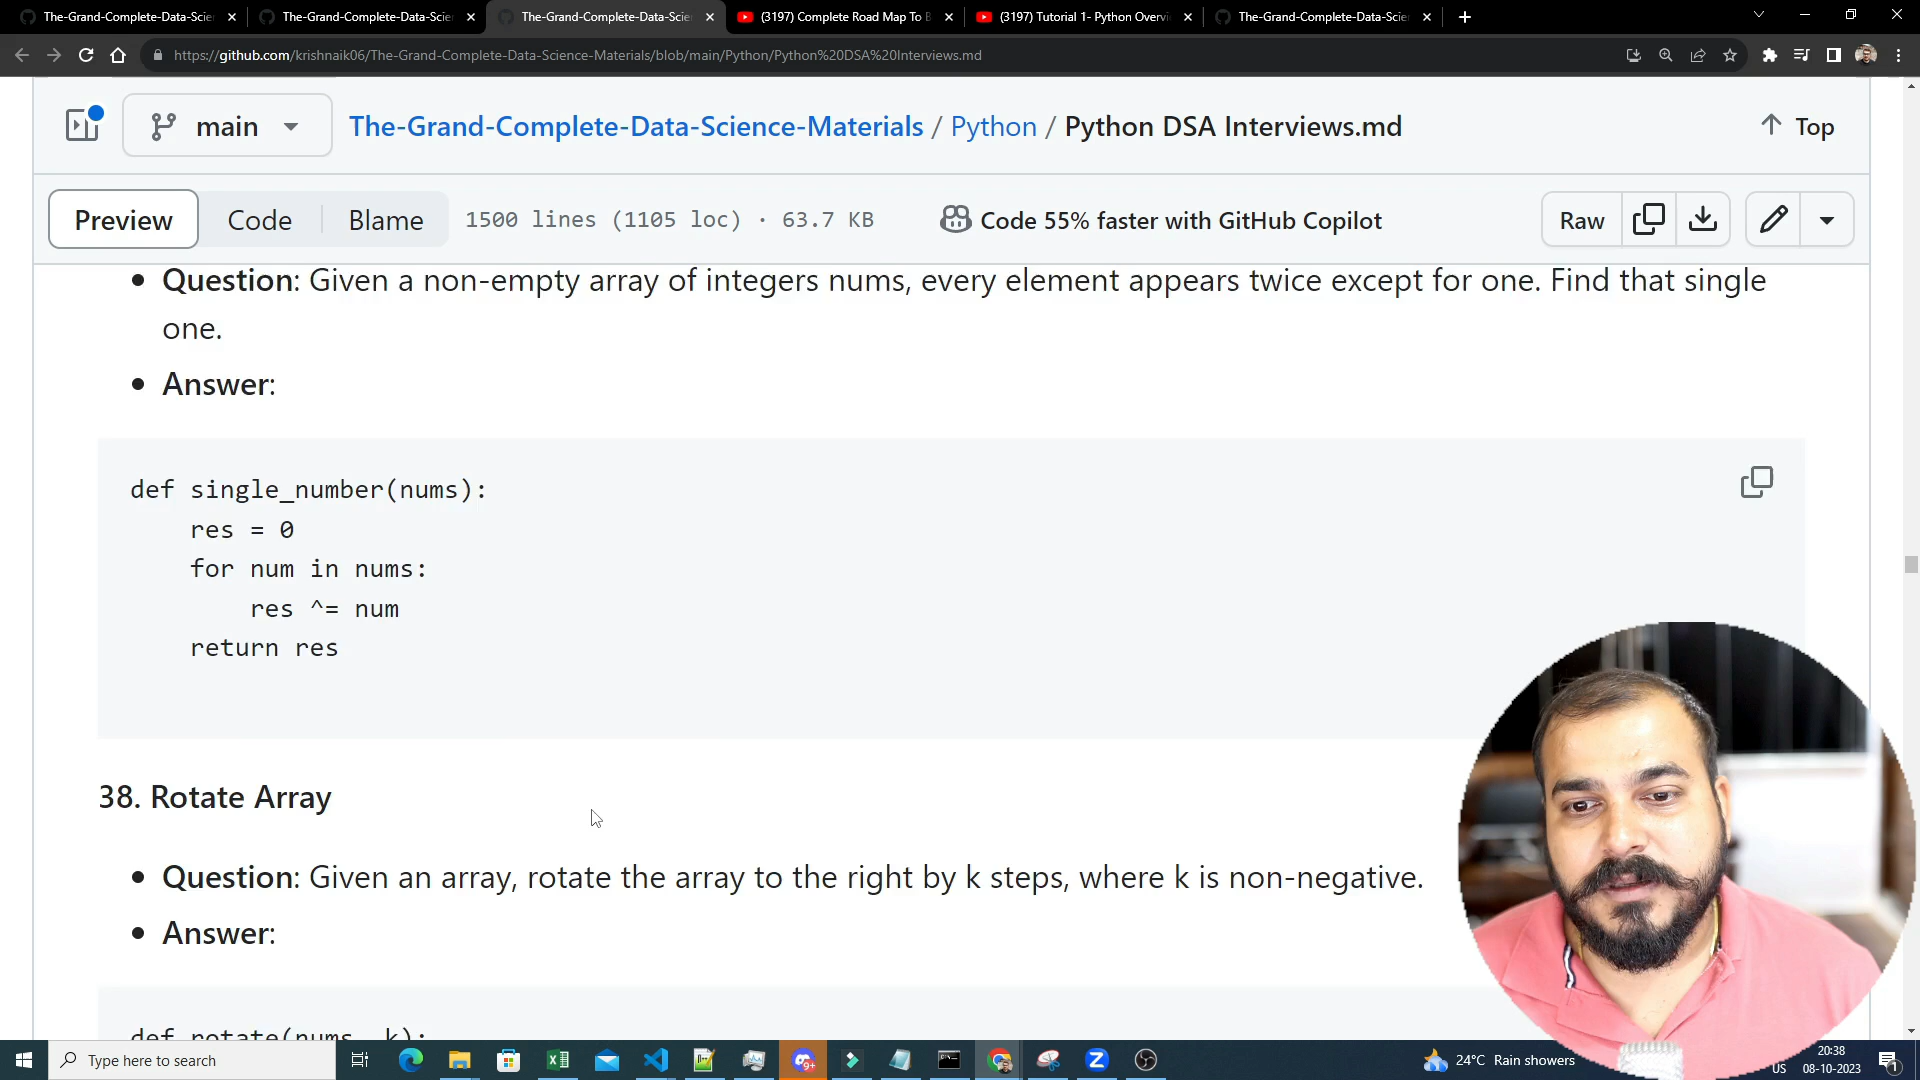 The-Grand-Complete-Data-Scie
The-Grand-Complete-Data-Scie
The-Grand-Complete-Data-Scie
(3197) Complete Road Map To B
(3197) Tutorial 1- Python Overvi
The-Grand-Complete-Data-Scie
https://github.com/krishnaik06/The-Grand-Complete-Data-Science-Materials/blob/main/Python/Python%20DSA%20Interviews.md
main
The-Grand-Complete-Data-Science-Materials / Python / Python DSA Interviews.md
Top
Preview
Code
Blame
1500 lines (1105 loc) · 63.7 KB
Code 55% faster with GitHub Copilot
Raw
• Question: Given a non-empty array of integers nums, every element appears twice except for one. Find that single
one.
• Answer:
def single_number(nums):
    res = 0
    for num in nums:
        res ^= num
    return res
38. Rotate Array
• Question: Given an array, rotate the array to the right by k steps, where k is non-negative.
• Answer:
def rotate(nums, k):
Type here to search
9+
24°C Rain showers
US
20:38
08-10-2023
1